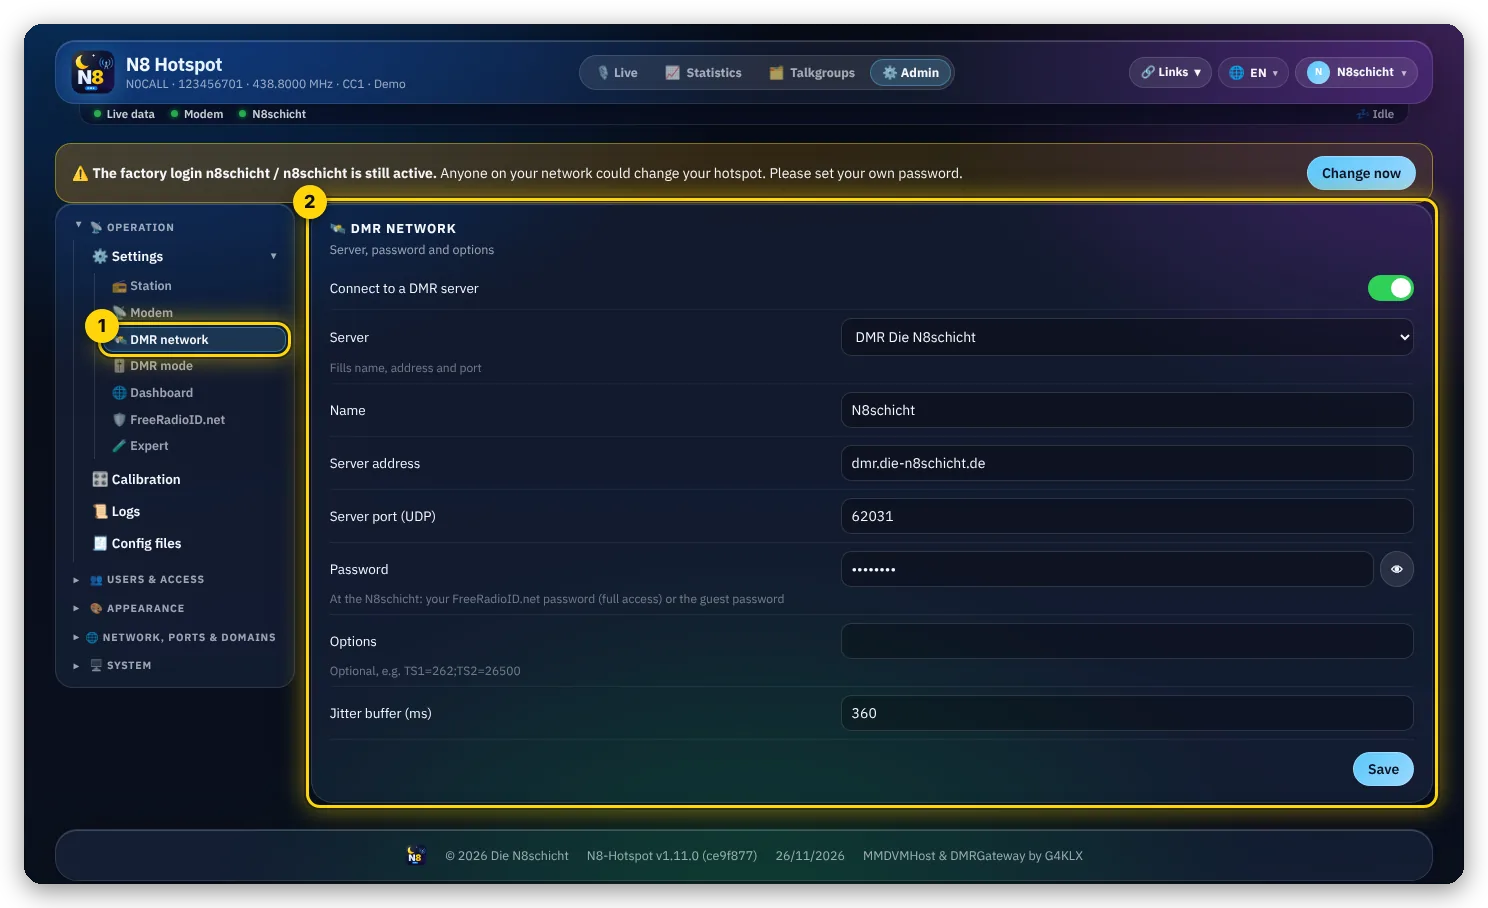 N8
N8 Hotspot
N0CALL · 123456701 · 438.8000 MHz · CC1 · Demo
Live
Statistics
Talkgroups
Admin
Links ▾
EN ▾
N
N8schicht ▾
Live data
Modem
N8schicht
Idle
The factory login n8schicht / n8schicht is still active. Anyone on your network could change your hotspot. Please set your own password.
Change now
OPERATION
Settings
Station
Modem
1
DMR network
DMR mode
Dashboard
FreeRadioID.net
Expert
Calibration
Logs
Config files
USERS & ACCESS
APPEARANCE
NETWORK, PORTS & DOMAINS
SYSTEM
2
DMR NETWORK
Server, password and options
Connect to a DMR server
Server
DMR Die N8schicht
Fills name, address and port
Name
N8schicht
Server address
dmr.die-n8schicht.de
Server port (UDP)
62031
Password
••••••••
At the N8schicht: your FreeRadioID.net password (full access) or the guest password
Options
Optional, e.g. TS1=262;TS2=26500
Jitter buffer (ms)
360
Save
N8
© 2026 Die N8schicht
N8-Hotspot v1.11.0 (ce9f877)
26/11/2026
MMDVMHost & DMRGateway by G4KLX